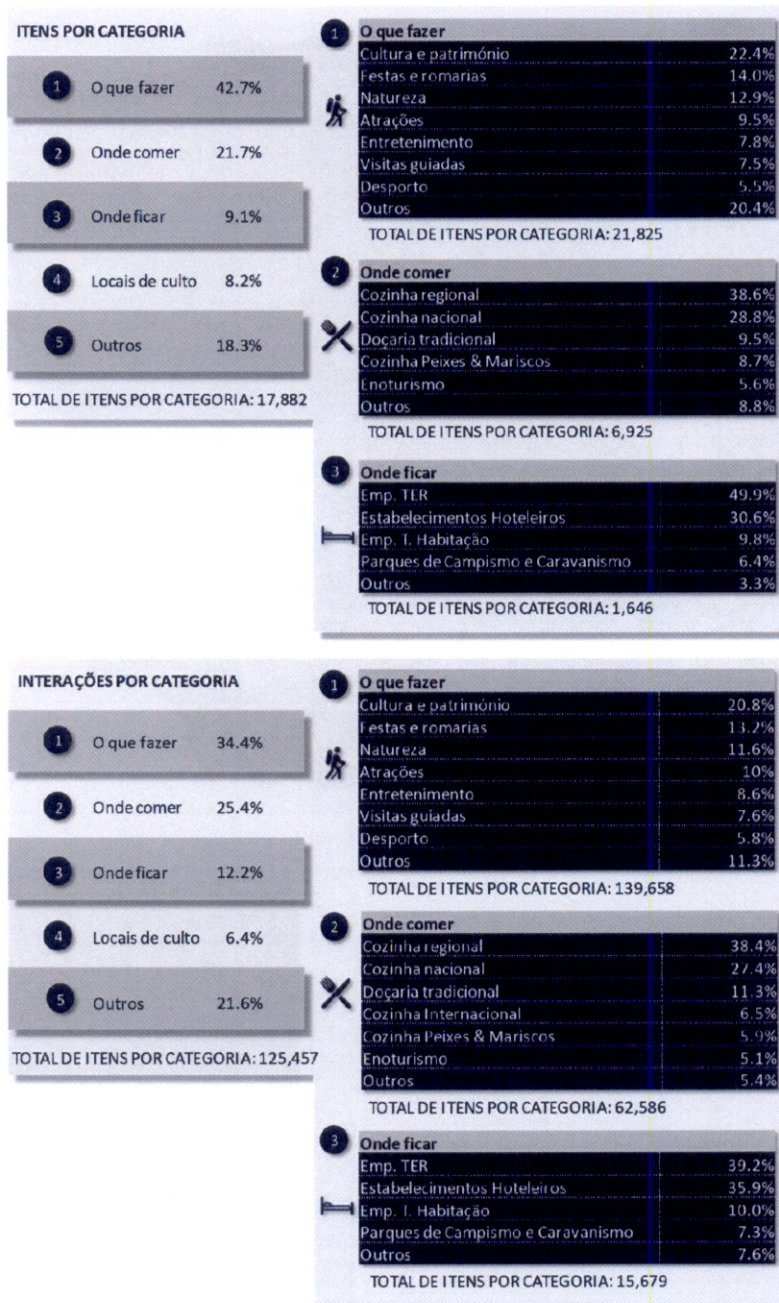 ITENS POR CATEGORIA
1 O que fazer 42.7%
2 Onde comer 21.7%
3 Onde ficar 9.1%
4 Locais de culto 8.2%
5 Outros 18.3%
TOTAL DE ITENS POR CATEGORIA: 17,882
1 O que fazer
Cultura e património 22.4%
Festas e romarias 14.0%
Natureza 12.9%
Atrações 9.5%
Entretenimento 7.8%
Visitas guiadas 7.5%
Desporto 5.5%
Outros 20.4%
TOTAL DE ITENS POR CATEGORIA: 21,825
2 Onde comer
Cozinha regional 38.6%
Cozinha nacional 28.8%
Doçaria tradicional 9.5%
Cozinha Peixes & Mariscos 8.7%
Enoturismo 5.6%
Outros 8.8%
TOTAL DE ITENS POR CATEGORIA: 6,925
3 Onde ficar
Emp. TER 49.9%
Estabelecimentos Hoteleiros 30.6%
Emp. T. Habitação 9.8%
Parques de Campismo e Caravanismo 6.4%
Outros 3.3%
TOTAL DE ITENS POR CATEGORIA: 1,646
INTERAÇÕES POR CATEGORIA
1 O que fazer 34.4%
2 Onde comer 25.4%
3 Onde ficar 12.2%
4 Locais de culto 6.4%
5 Outros 21.6%
TOTAL DE ITENS POR CATEGORIA: 125,457
1 O que fazer
Cultura e património 20.8%
Festas e romarias 13.2%
Natureza 11.6%
Atrações 10%
Entretenimento 8.6%
Visitas guiadas 7.6%
Desporto 5.8%
Outros 11.3%
TOTAL DE ITENS POR CATEGORIA: 139,658
2 Onde comer
Cozinha regional 38.4%
Cozinha nacional 27.4%
Doçaria tradicional 11.3%
Cozinha Internacional 6.5%
Cozinha Peixes & Mariscos 5.9%
Enoturismo 5.1%
Outros 5.4%
TOTAL DE ITENS POR CATEGORIA: 62,586
3 Onde ficar
Emp. TER 39.2%
Estabelecimentos Hoteleiros 35.9%
Emp. T. Habitação 10.0%
Parques de Campismo e Caravanismo 7.3%
Outros 7.6%
TOTAL DE ITENS POR CATEGORIA: 15,679